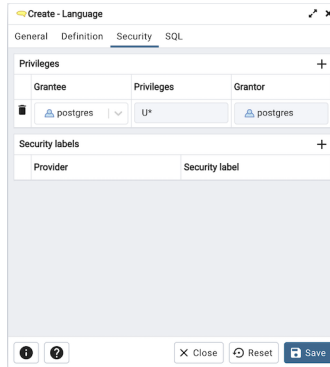 Create - Language
General Definition Security SQL
Privileges
Grantee Privileges Grantor
postgres U* postgres
Security labels
Provider Security label
Close Reset Save